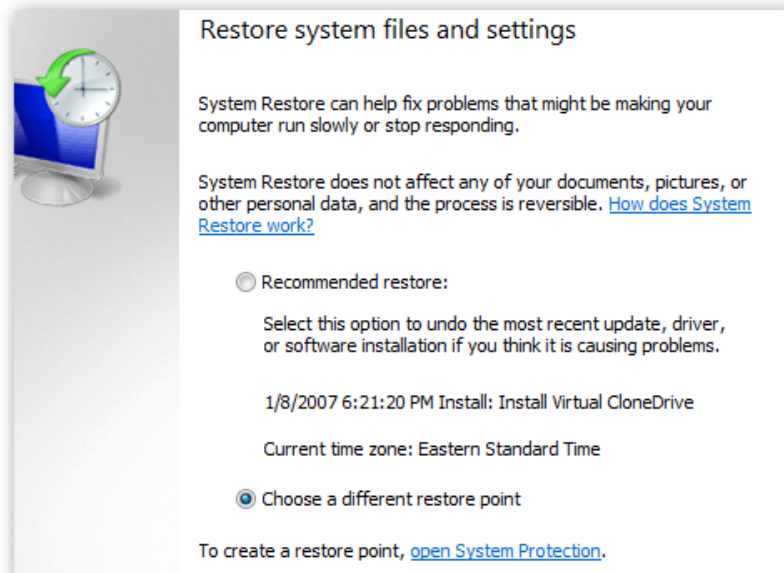 Restore system files and settings
System Restore can help fix problems that might be making your
computer run slowly or stop responding.
System Restore does not affect any of your documents, pictures, or
other personal data, and the process is reversible. How does System
Restore work?
Recommended restore:
Select this option to undo the most recent update, driver,
or software installation if you think it is causing problems.
1/8/2007 6:21:20 PM Install: Install Virtual CloneDrive
Current time zone: Eastern Standard Time
Choose a different restore point
To create a restore point, open System Protection.